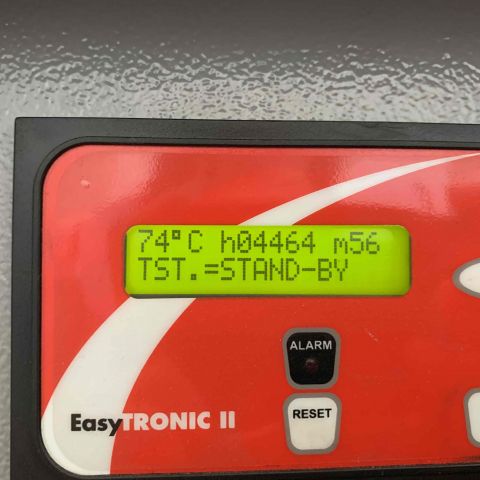 74°C h04464 m56
TST.=STAND-BY
ALARM
RESET
EasyTRONIC II